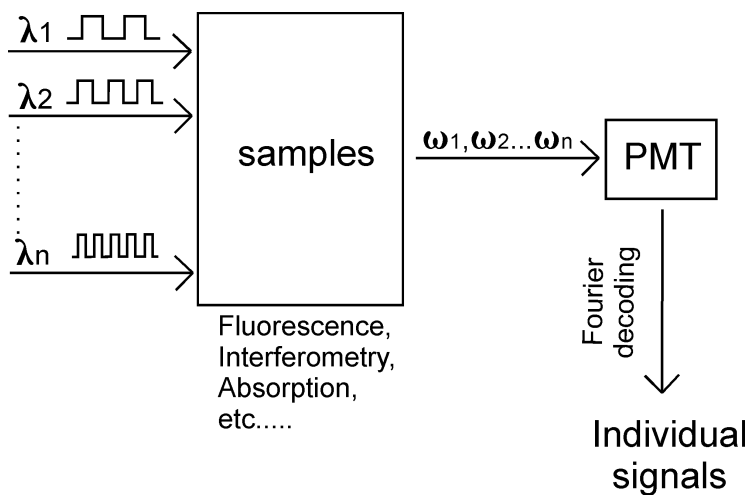 λ1
λ2
λn
samples
Fluorescence,
Interferometry,
Absorption,
etc.....
ω1,ω2...ωn
PMT
Fourier
decoding
Individual
signals